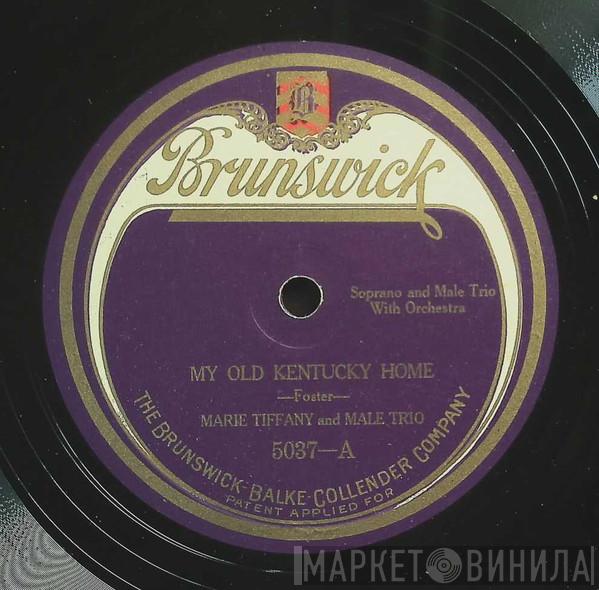 B
Brunswick
Soprano and Male Trio
With Orchestra
MY OLD KENTUCKY HOME
—Foster—
MARIE TIFFANY and MALE TRIO
5037—A
THE BRUNSWICK-BALKE-COLLENDER COMPANY
PATENT APPLIED FOR
МАРКЕТ ВИНИЛА